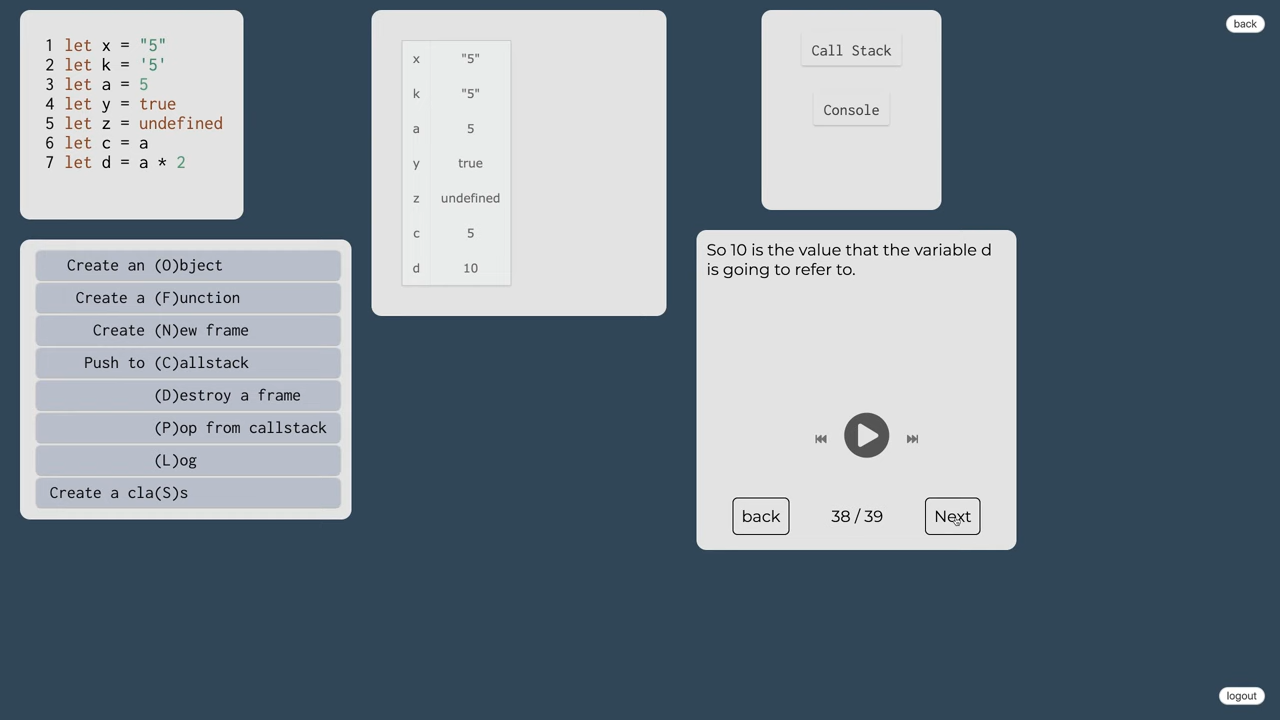 1 let x = "5"
2 let k = '5'
3 let a = 5
4 let y = true
5 let z = undefined
6 let c = a
7 let d = a * 2
Create an (O)bject
Create a (F)unction
Create (N)ew frame
Push to (C)allstack
(D)estroy a frame
(P)op from callstack
(L)og
Create a cla(S)s
x "5"
k "5"
a 5
y true
z undefined
c 5
d 10
Call Stack
Console
So 10 is the value that the variable d
is going to refer to.
back 38 / 39 Next
back
logout